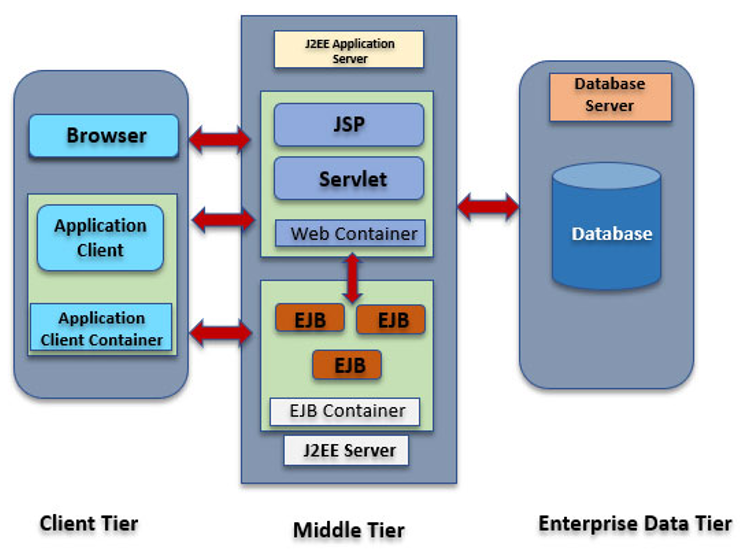 Browser
Application
Client
Application
Client Container
J2EE Application
Server
JSP
Servlet
Web Container
EJB
EJB
EJB
EJB Container
J2EE Server
Database
Server
Database
Client Tier
Middle Tier
Enterprise Data Tier